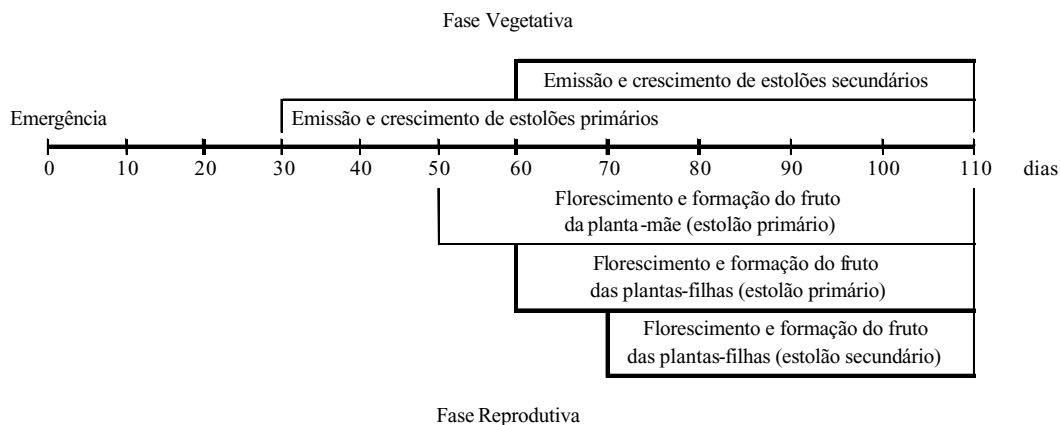 Fase Vegetativa
Emissão e crescimento de estolões secundários
Emergência
Emissão e crescimento de estolões primários
0 10 20 30 40 50 60 70 80 90 100 110 dias
Florescimento e formação do fruto
da planta-mãe (estolão primário)
Florescimento e formação do fruto
das plantas-filhas (estolão primário)
Florescimento e formação do fruto
das plantas-filhas (estolão secundário)
Fase Reprodutiva